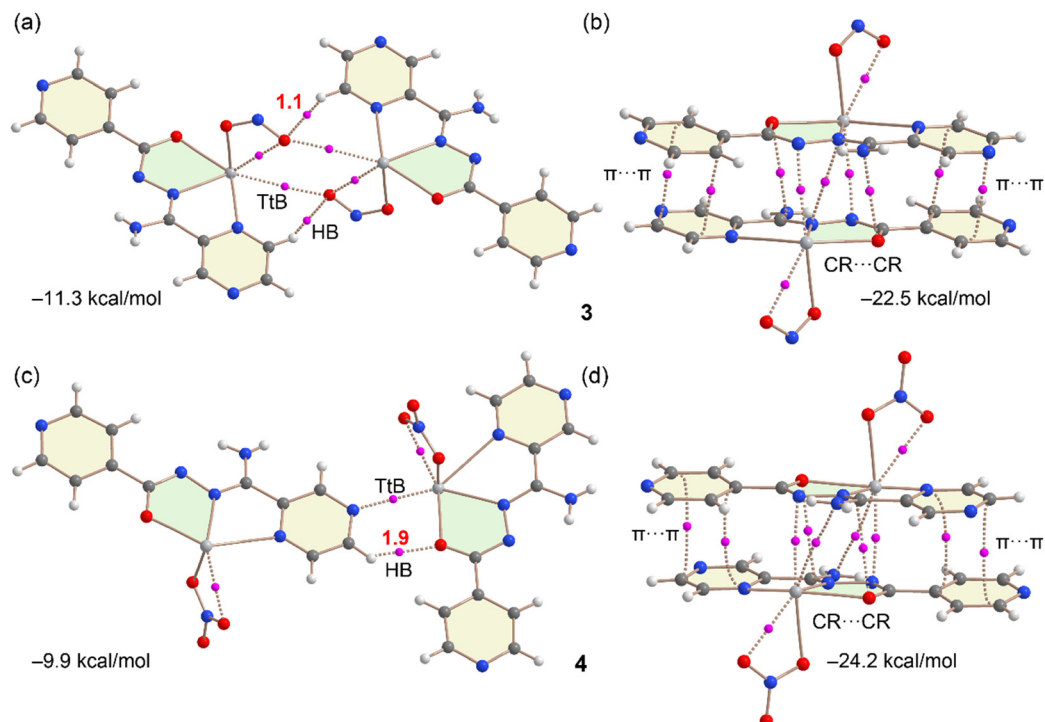 (a)
(b)
1.1
π⋯π
π⋯π
TtB
HB
CR⋯CR
–11.3 kcal/mol
3
–22.5 kcal/mol
(c)
(d)
TtB
π⋯π
π⋯π
1.9
HB
CR⋯CR
–9.9 kcal/mol
4
–24.2 kcal/mol